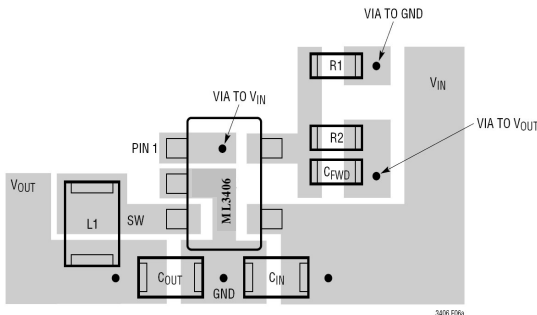 VIA TO GND
R1
VIN
VIA TO VIN
R2
VIA TO VOUT
PIN 1
CFWD
VOUT
ML3406
L1
SW
COUT
GND
CIN
3406 F06a